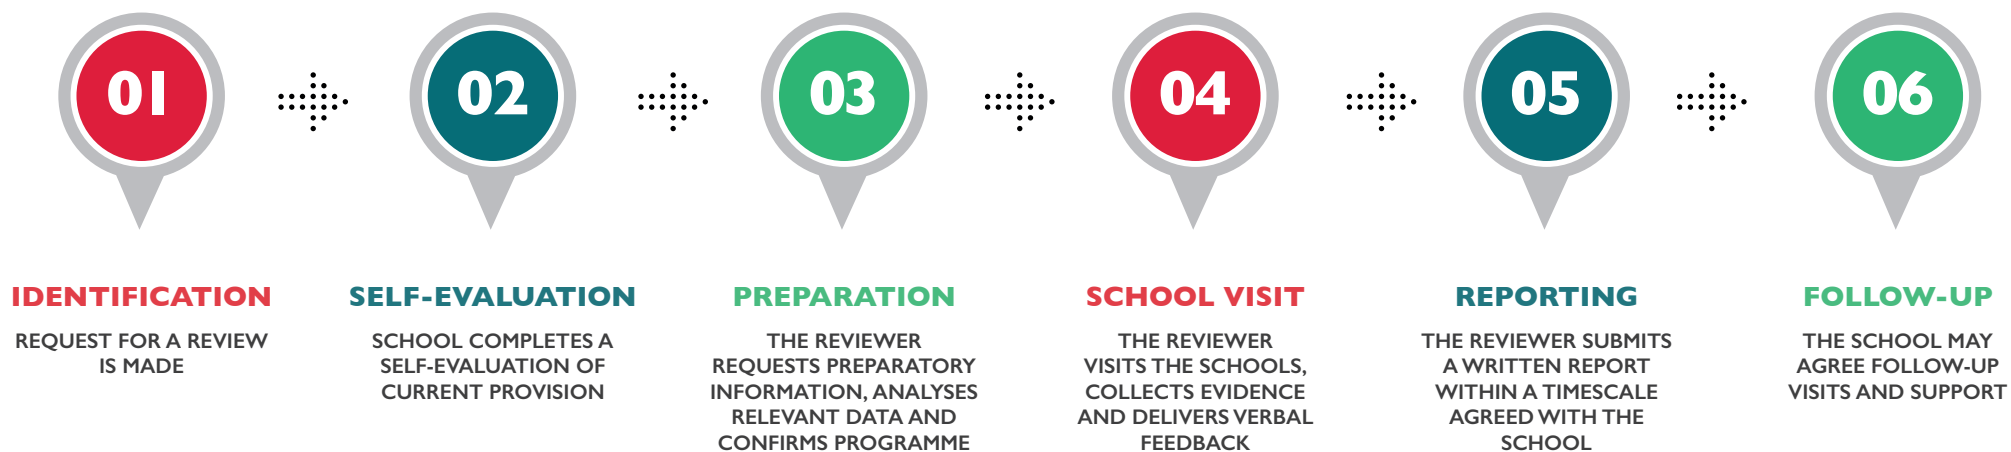 01
IDENTIFICATION
REQUEST FOR A REVIEW
IS MADE
02
SELF-EVALUATION
SCHOOL COMPLETES A
SELF-EVALUATION OF
CURRENT PROVISION
03
PREPARATION
THE REVIEWER
REQUESTS PREPARATORY
INFORMATION, ANALYSES
RELEVANT DATA AND
CONFIRMS PROGRAMME
04
SCHOOL VISIT
THE REVIEWER
VISITS THE SCHOOLS,
COLLECTS EVIDENCE
AND DELIVERS VERBAL
FEEDBACK
05
REPORTING
THE REVIEWER SUBMITS
A WRITTEN REPORT
WITHIN A TIMESCALE
AGREED WITH THE
SCHOOL
06
FOLLOW-UP
THE SCHOOL MAY
AGREE FOLLOW-UP
VISITS AND SUPPORT